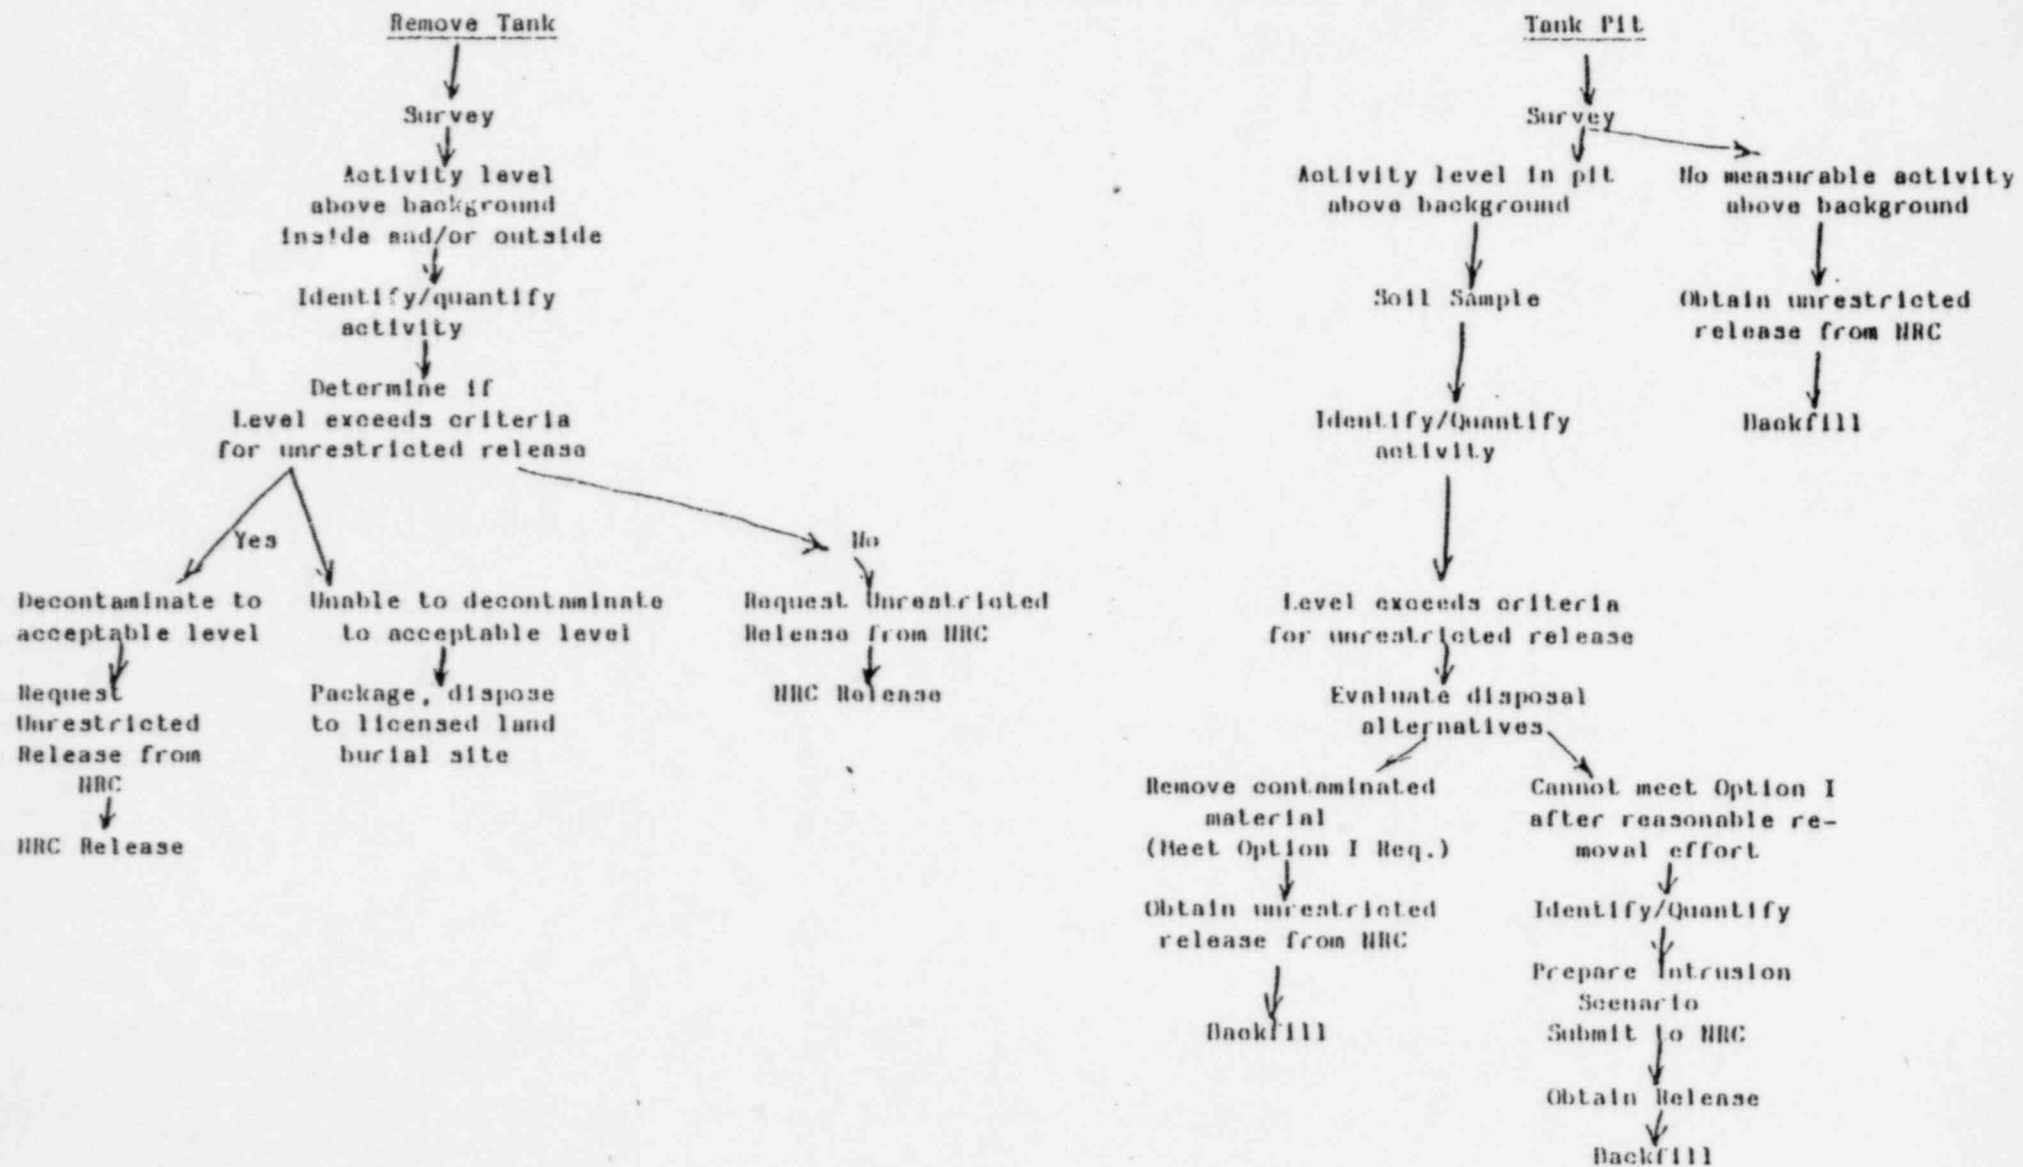 Remove Tank
Survey
Activity level
above background
inside and/or outside
Identify/quantify
activity
Determine if
Level exceeds criteria
for unrestricted release
Yes
No
Decontaminate to
acceptable level
Request
Unrestricted
Release from
NRC
NRC Release
Unable to decontaminate
to acceptable level
Package, dispose
to licensed land
burial site
Request Unrestricted
Release from NRC
NRC Release
Tank Pit
Survey
Activity level in pit
above background
Soil Sample
Identify/Quantify
activity
Level exceeds criteria
for unrestricted release
Evaluate disposal
alternatives
Remove contaminated
material
(Meet Option I Req.)
Obtain unrestricted
release from NRC
Backfill
Cannot meet Option I
after reasonable re-
moval effort
Identify/Quantify
Prepare Intrusion
Scenario
Submit to NRC
Obtain Release
Backfill
No measurable activity
above background
Obtain unrestricted
release from NRC
Backfill